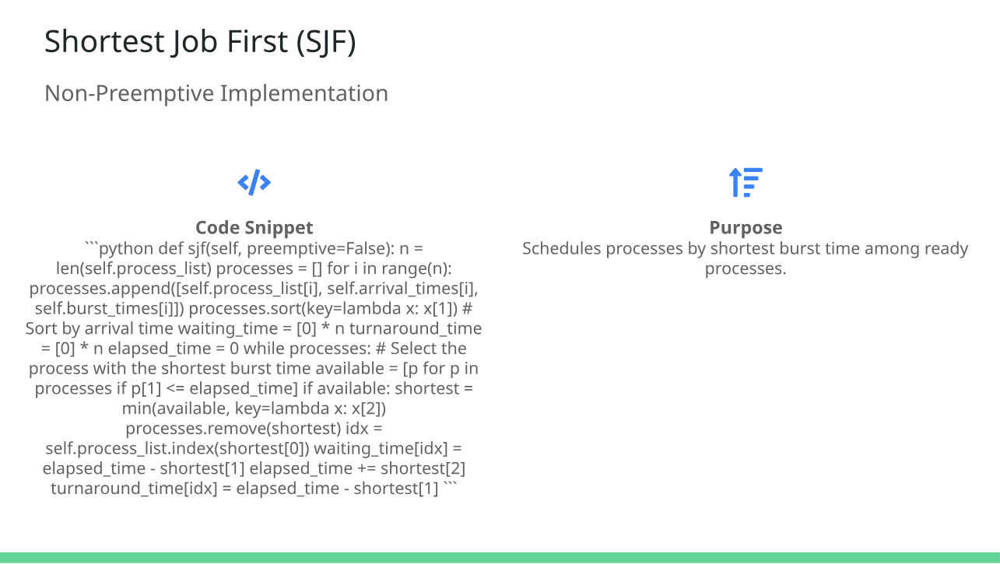 Shortest Job First (SJF)
Non-Preemptive Implementation
Code Snippet
```python def sjf(self, preemptive=False): n =
len(self.process_list) processes = [] for i in range(n):
processes.append([self.process_list[i], self.arrival_times[i],
self.burst_times[i]]) processes.sort(key=lambda x: x[1]) #
Sort by arrival time waiting_time = [0] * n turnaround_time
= [0] * n elapsed_time = 0 while processes: # Select the
process with the shortest burst time available = [p for p in
processes if p[1] <= elapsed_time] if available: shortest =
min(available, key=lambda x: x[2])
processes.remove(shortest) idx =
self.process_list.index(shortest[0]) waiting_time[idx] =
elapsed_time - shortest[1] elapsed_time += shortest[2]
turnaround_time[idx] = elapsed_time - shortest[1] ```
Purpose
Schedules processes by shortest burst time among ready
processes.